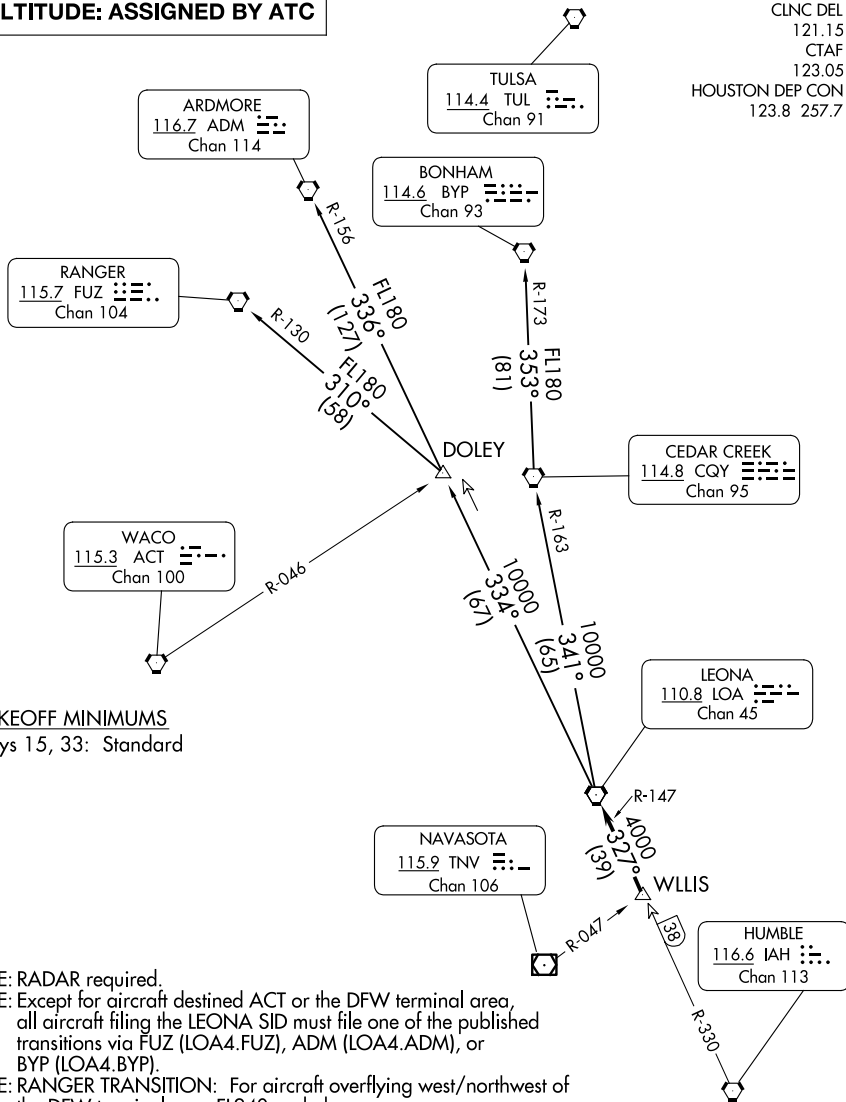 LTITUDE: ASSIGNED BY ATC
CLNC DEL
121.15
CTAF
123.05
HOUSTON DEP CON
123.8 257.7
TULSA
114.4 TUL
Chan 91
ARDMORE
116.7 ADM
Chan 114
BONHAM
114.6 BYP
Chan 93
RANGER
115.7 FUZ
Chan 104
R-156
R-130
R-173
FL180
336°
(127)
FL180
310°
(58)
FL180
353°
(81)
DOLEY
CEDAR CREEK
114.8 CQY
Chan 95
R-163
WACO
115.3 ACT
Chan 100
R-046
10000
334°
(67)
10000
341°
(65)
LEONA
110.8 LOA
Chan 45
KEOFF MINIMUMS
ys 15, 33: Standard
R-147
4000
327°
(39)
WLLIS
NAVASOTA
115.9 TNV
Chan 106
R-047
38
HUMBLE
116.6 IAH
Chan 113
R-330
E: RADAR required.
E: Except for aircraft destined ACT or the DFW terminal area,
all aircraft filing the LEONA SID must file one of the published
transitions via FUZ (LOA4.FUZ), ADM (LOA4.ADM), or
BYP (LOA4.BYP).
E: RANGER TRANSITION: For aircraft overflying west/northwest of